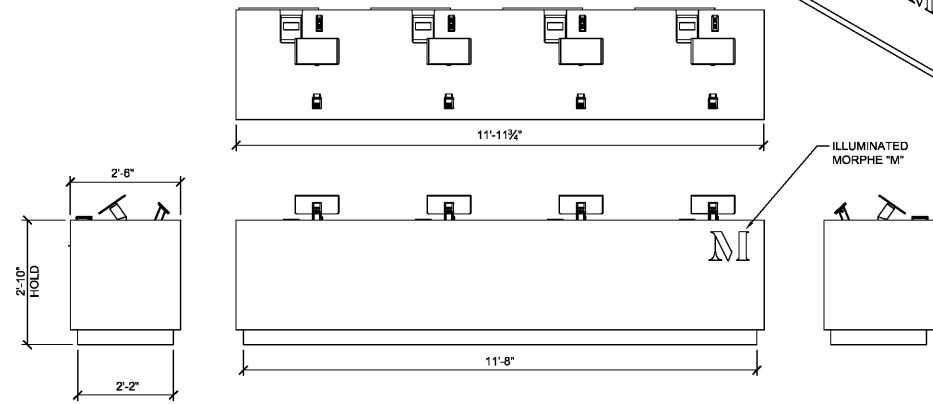 11'-11¾"
ILLUMINATED
MORPHE "M"
2'-6"
M
2'-10"
HOLD
11'-8"
2'-2"